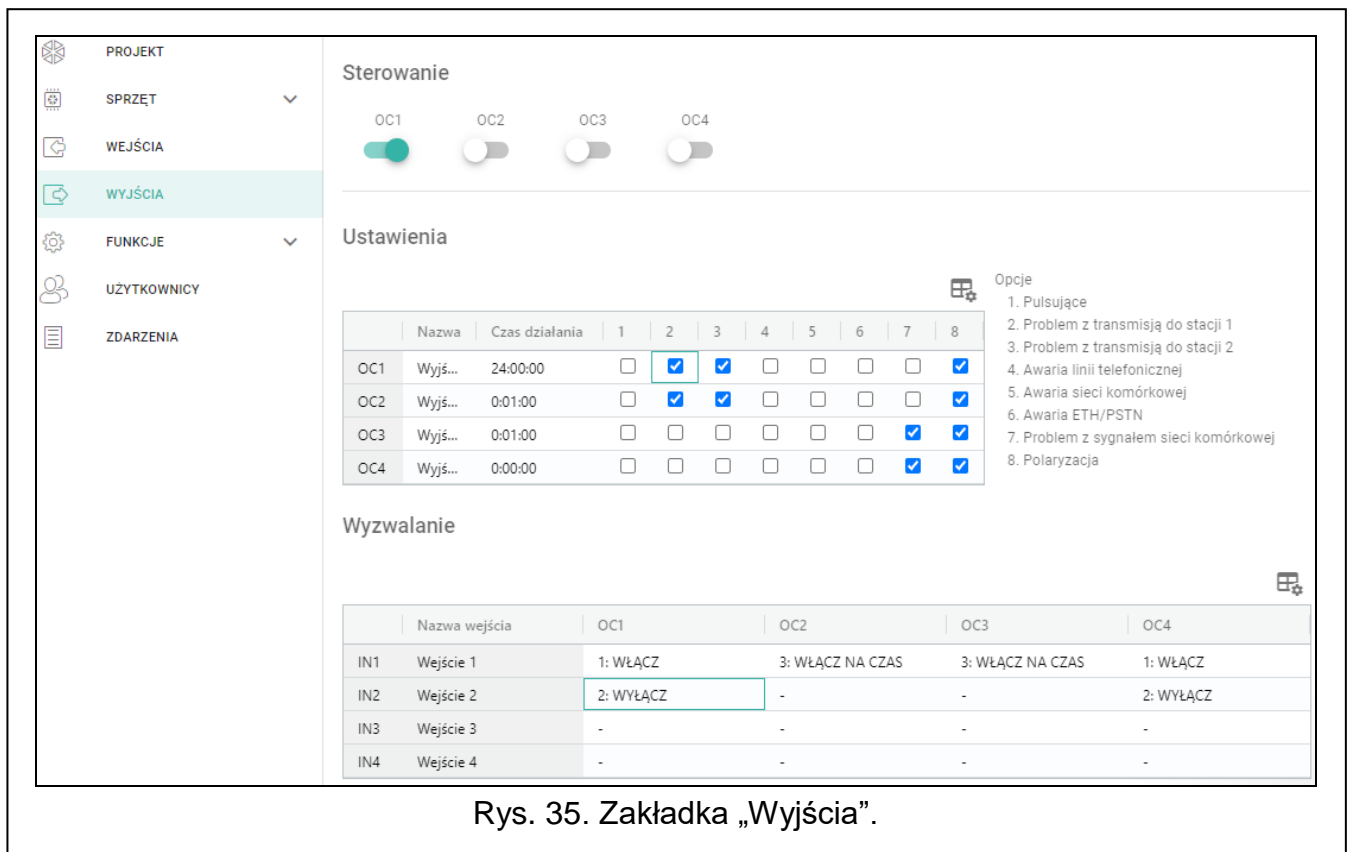 PROJEKT
SPRZĘT
WEJŚCIA
WYJŚCIA
FUNKCJE
UŻYTKOWNICY
ZDARZENIA
Sterowanie
OC1 OC2 OC3 OC4
Ustawienia
Nazwa Czas działania 1 2 3 4 5 6 7 8
OC1 Wyjś... 24:00:00
OC2 Wyjś... 0:01:00
OC3 Wyjś... 0:01:00
OC4 Wyjś... 0:00:00
Opcje
1. Pulsujące
2. Problem z transmisją do stacji 1
3. Problem z transmisją do stacji 2
4. Awaria linii telefonicznej
5. Awaria sieci komórkowej
6. Awaria ETH/PSTN
7. Problem z sygnałem sieci komórkowej
8. Polaryzacja
Wyzwalanie
Nazwa wejścia OC1 OC2 OC3 OC4
IN1 Wejście 1 1: WŁĄCZ 3: WŁĄCZ NA CZAS 3: WŁĄCZ NA CZAS 1: WŁĄCZ
IN2 Wejście 2 2: WYŁĄCZ - - 2: WYŁĄCZ
IN3 Wejście 3 - - - -
IN4 Wejście 4 - - - -
Rys. 35. Zakładka „Wyjścia”.